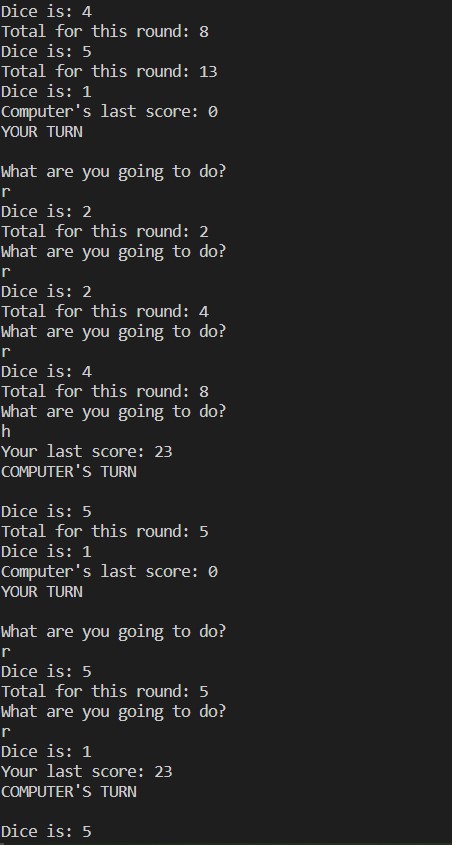 Dice is: 4
Total for this round: 8
Dice is: 5
Total for this round: 13
Dice is: 1
Computer's last score: 0
YOUR TURN

What are you going to do?
r
Dice is: 2
Total for this round: 2
What are you going to do?
r
Dice is: 2
Total for this round: 4
What are you going to do?
r
Dice is: 4
Total for this round: 8
What are you going to do?
h
Your last score: 23
COMPUTER'S TURN

Dice is: 5
Total for this round: 5
Dice is: 1
Computer's last score: 0
YOUR TURN

What are you going to do?
r
Dice is: 5
Total for this round: 5
What are you going to do?
r
Dice is: 1
Your last score: 23
COMPUTER'S TURN

Dice is: 5